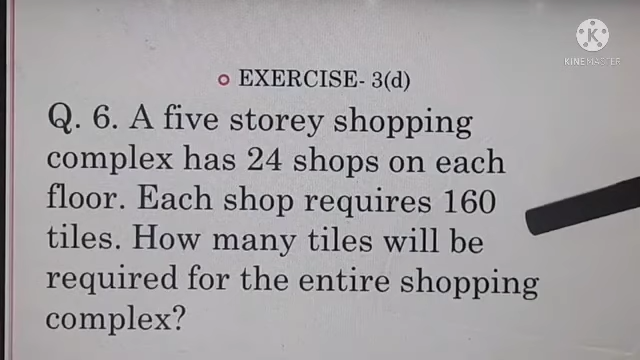 K
KINEMASTER
EXERCISE- 3(d)
Q. 6. A five storey shopping
complex has 24 shops on each
floor. Each shop requires 160
tiles. How many tiles will be
required for the entire shopping
complex?